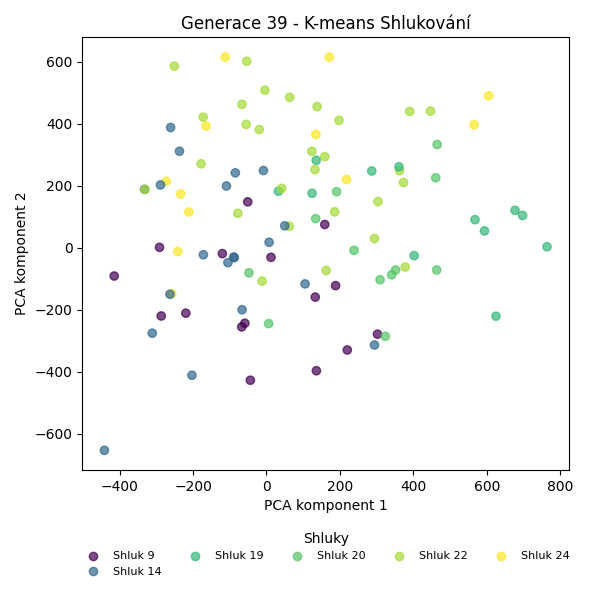 Generace 39 - K-means Shlukování
PCA komponent 2
600
400
200
0
−200
−400
−600
−400
−200
0
200
400
600
800
PCA komponent 1
Shluky
Shluk 9
Shluk 14
Shluk 19
Shluk 20
Shluk 22
Shluk 24